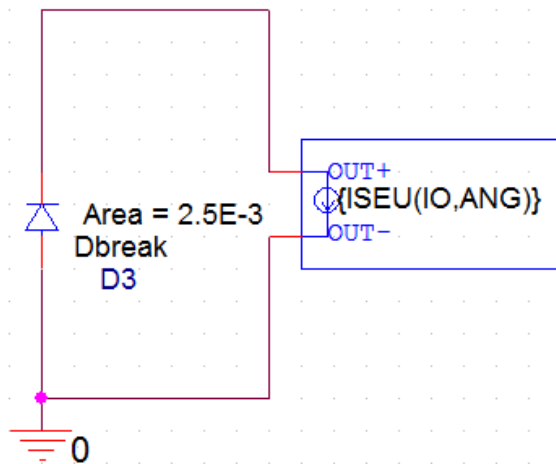 OUT+
{ISEU(IO,ANG)}
OUT-
Area = 2.5E-3
Dbreak
D3
0